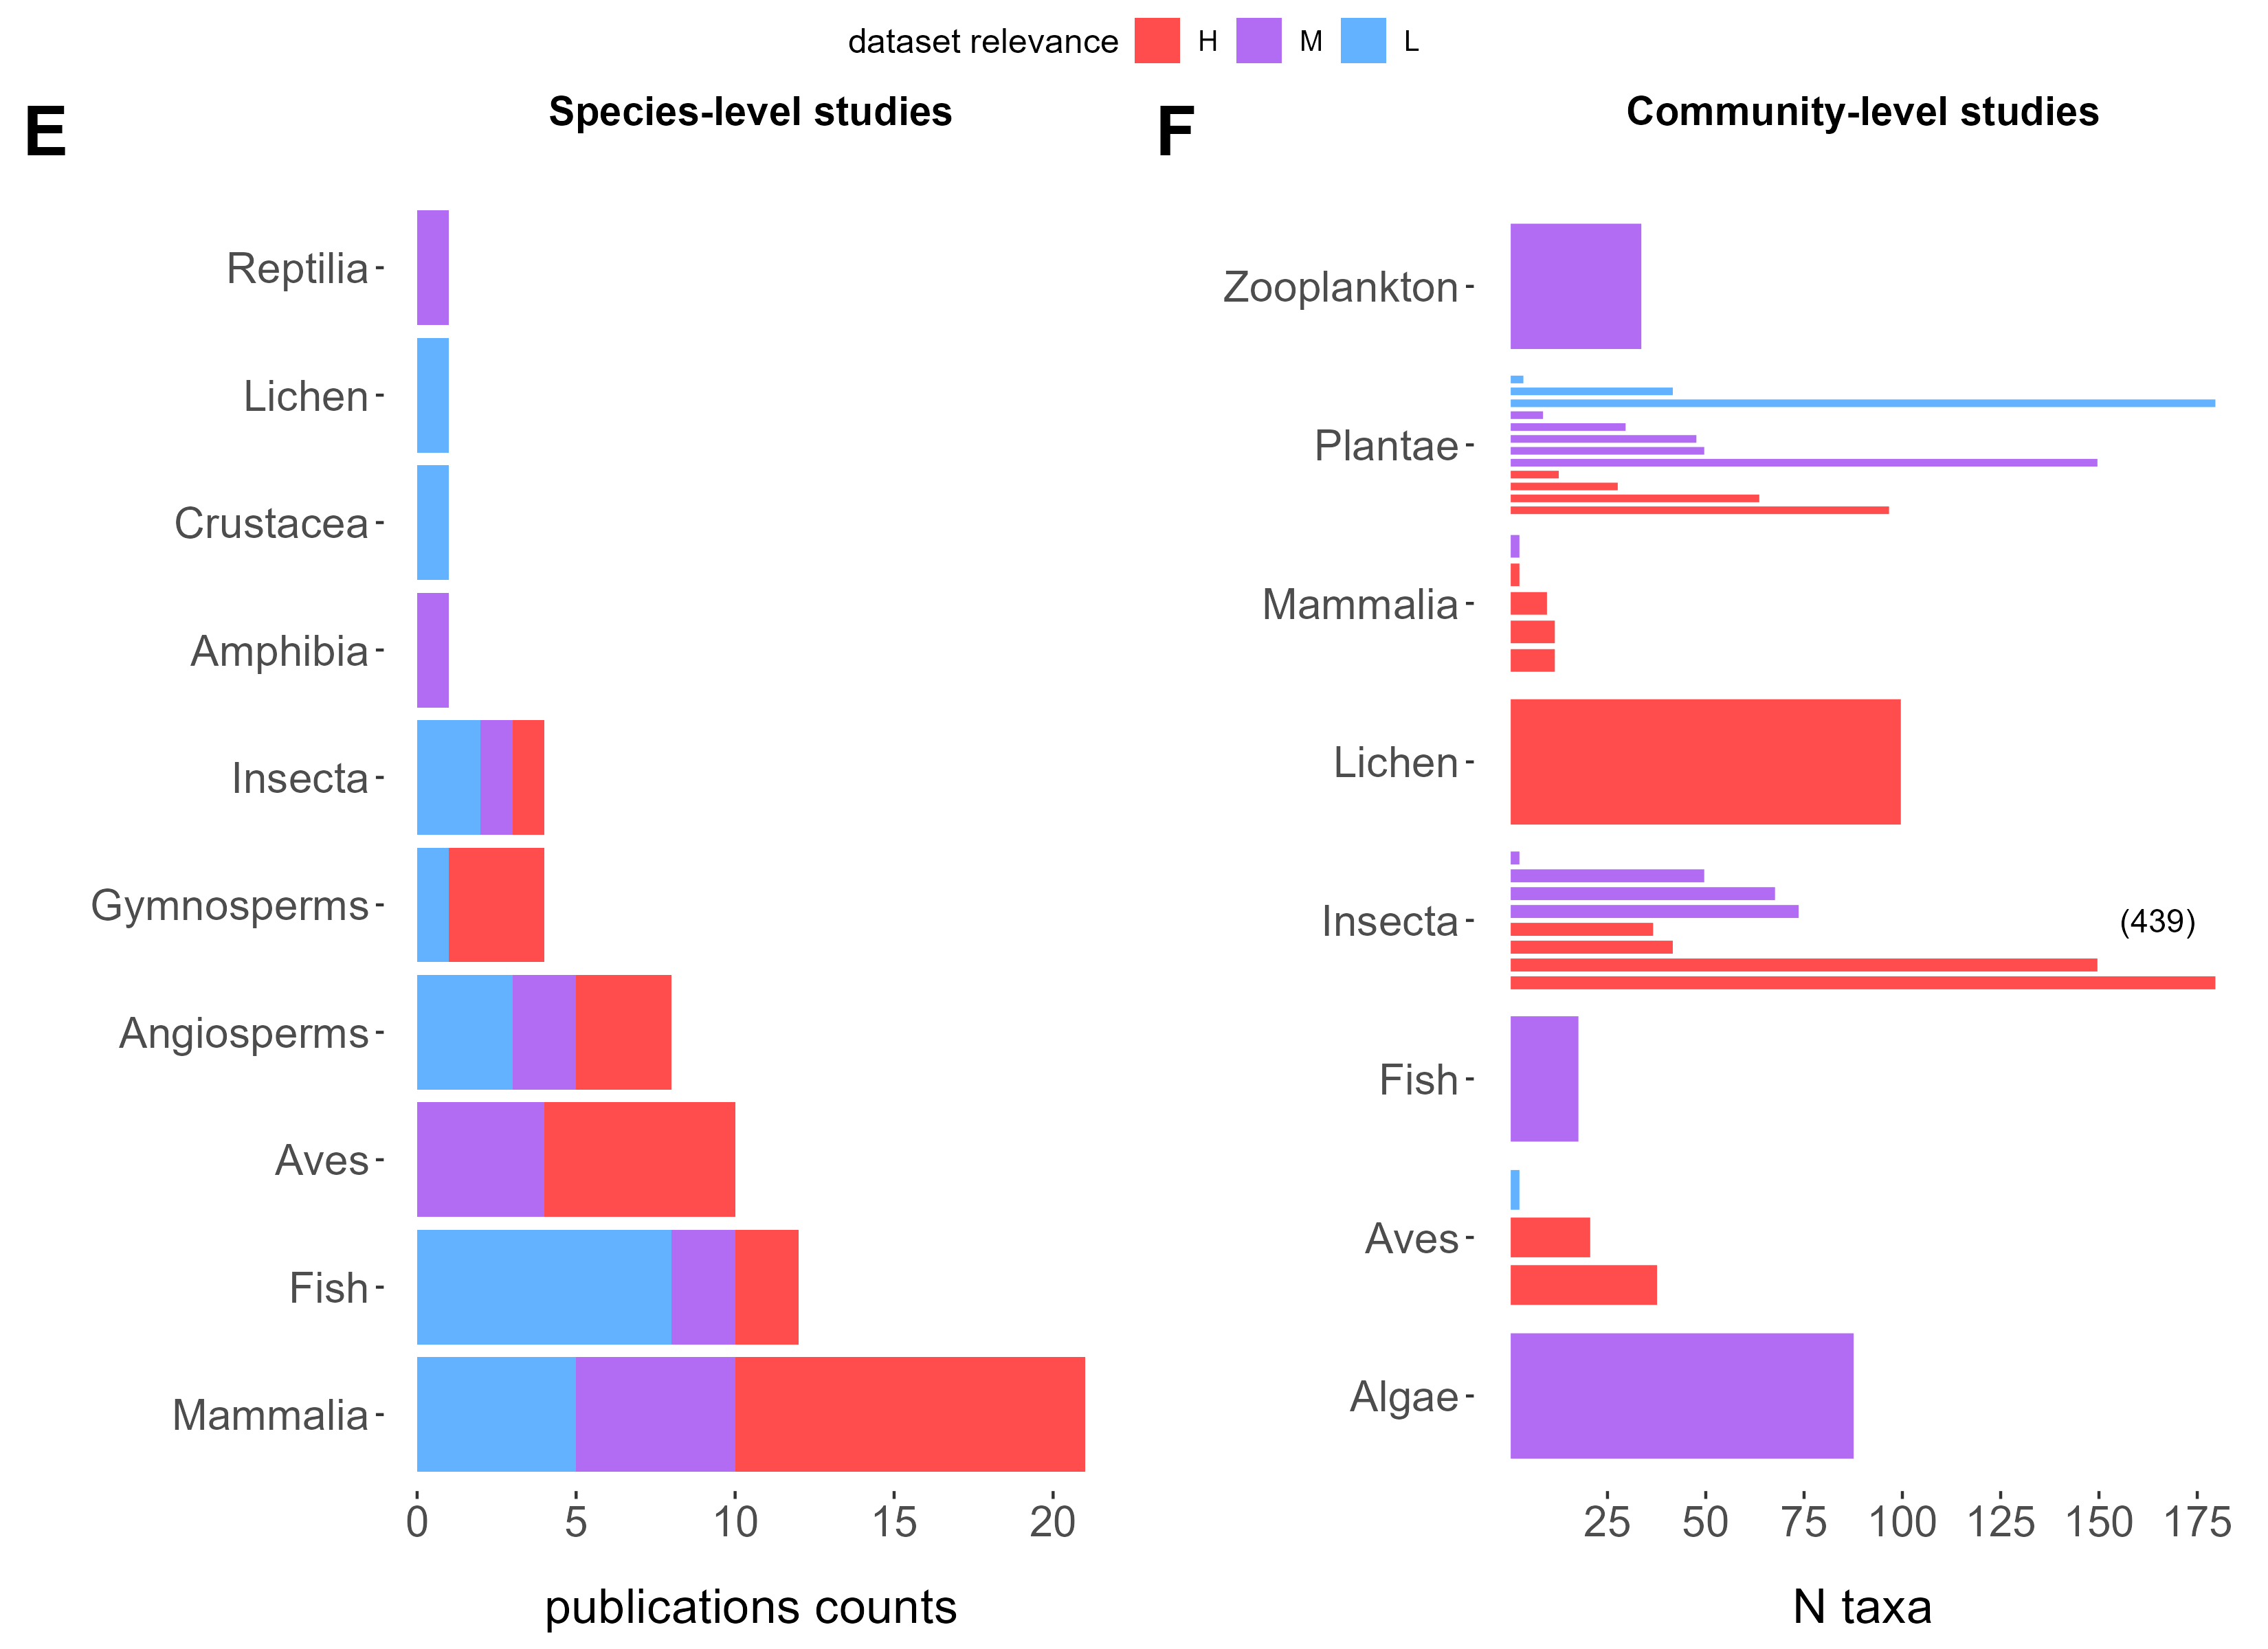 dataset relevance H M L
E
Species-level studies
Reptilia
Lichen
Crustacea
Amphibia
Insecta
Gymnosperms
Angiosperms
Aves
Fish
Mammalia
0 5 10 15 20
publications counts
F
Community-level studies
Zooplankton
Plantae
Mammalia
Lichen
Insecta
(439)
Fish
Aves
Algae
25 50 75 100 125 150 175
N taxa